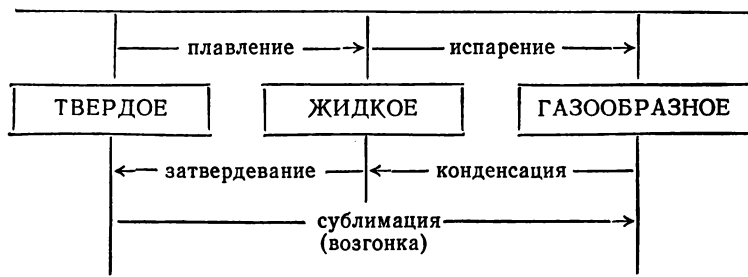 плавление испарение
ТВЕРДОЕ ЖИДКОЕ ГАЗООБРАЗНОЕ
затвердевание конденсация
сублимация
(возгонка)